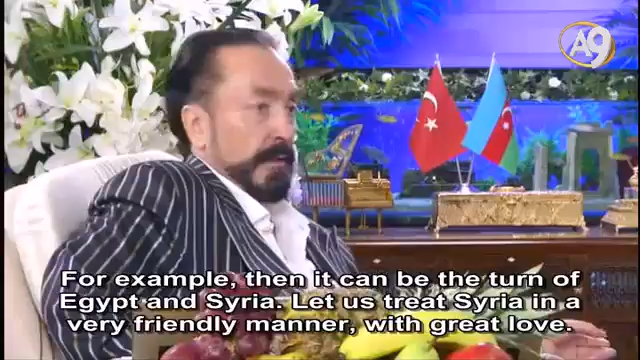 A9
For example, then it can be the turn of
Egypt and Syria. Let us treat Syria in a
very friendly manner, with great love.